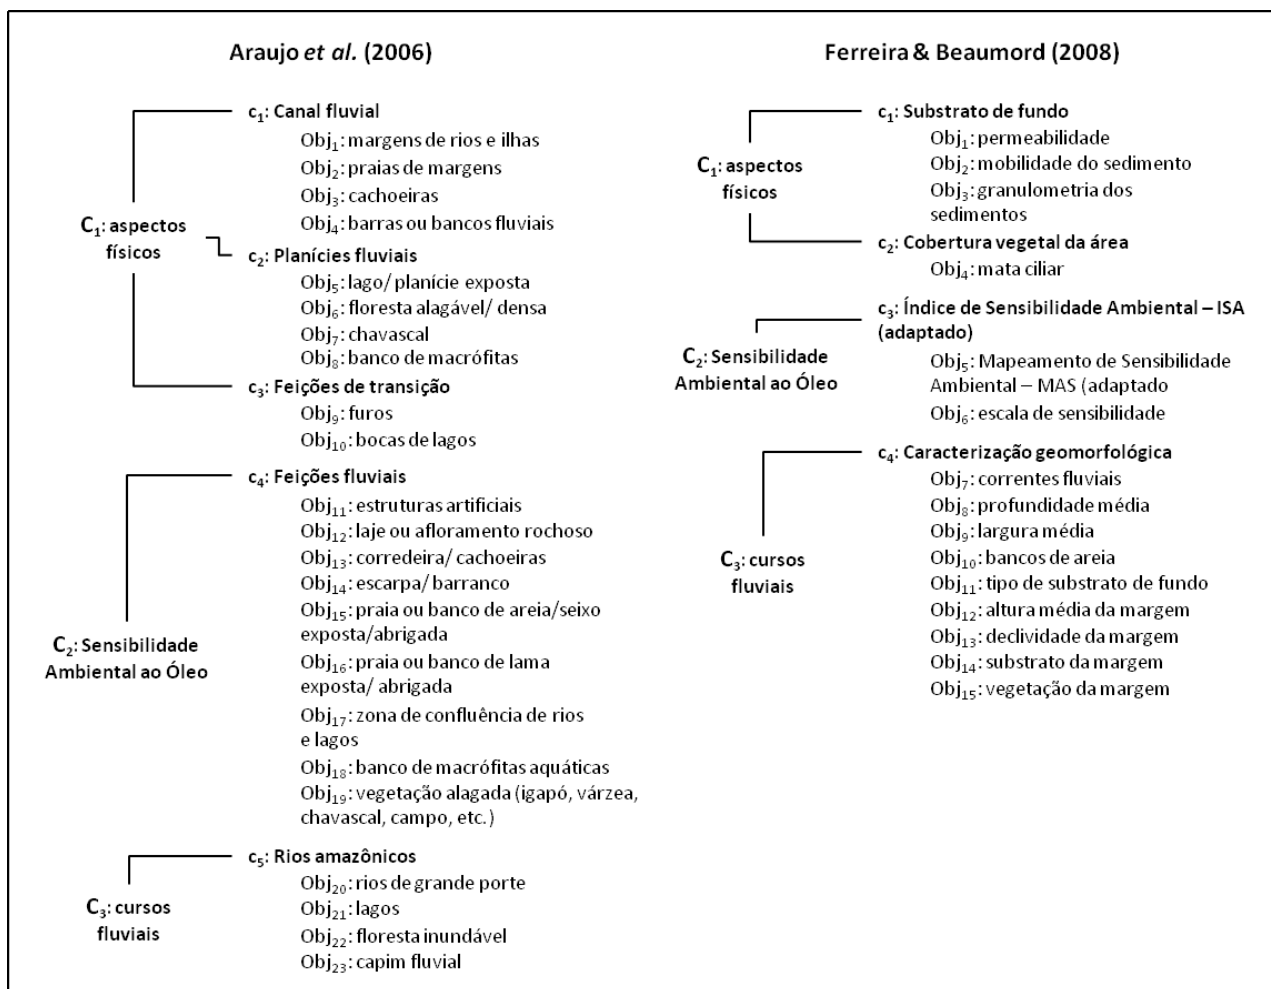 Araujo et al. (2006)
c₁: Canal fluvial
Obj₁: margens de rios e ilhas
Obj₂: praias de margens
Obj₃: cachoeiras
Obj₄: barras ou bancos fluviais
C₁: aspectos
físicos
c₂: Planícies fluviais
Obj₅: lago/ planície exposta
Obj₆: floresta alagável/ densa
Obj₇: chavascal
Obj₈: banco de macrófitas
c₃: Feições de transição
Obj₉: furos
Obj₁₀: bocas de lagos
c₄: Feições fluviais
Obj₁₁: estruturas artificiais
Obj₁₂: laje ou afloramento rochoso
Obj₁₃: corredeira/ cachoeiras
Obj₁₄: escarpa/ barranco
Obj₁₅: praia ou banco de areia/seixo
exposta/abrigada
C₂: Sensibilidade
Ambiental ao Óleo
Obj₁₆: praia ou banco de lama
exposta/ abrigada
Obj₁₇: zona de confluência de rios
e lagos
Obj₁₈: banco de macrófitas aquáticas
Obj₁₉: vegetação alagada (igapó, várzea,
chavascal, campo, etc.)
c₅: Rios amazônicos
Obj₂₀: rios de grande porte
C₃: cursos
fluviais
Obj₂₁: lagos
Obj₂₂: floresta inundável
Obj₂₃: capim fluvial
Ferreira & Beaumord (2008)
c₁: Substrato de fundo
Obj₁: permeabilidade
Obj₂: mobilidade do sedimento
C₁: aspectos
físicos
Obj₃: granulometria dos
sedimentos
c₂: Cobertura vegetal da área
Obj₄: mata ciliar
c₃: Índice de Sensibilidade Ambiental – ISA
(adaptado)
C₂: Sensibilidade
Ambiental ao Óleo
Obj₅: Mapeamento de Sensibilidade
Ambiental – MAS (adaptado
Obj₆: escala de sensibilidade
c₄: Caracterização geomorfológica
Obj₇: correntes fluviais
Obj₈: profundidade média
Obj₉: largura média
Obj₁₀: bancos de areia
C₃: cursos
fluviais
Obj₁₁: tipo de substrato de fundo
Obj₁₂: altura média da margem
Obj₁₃: declividade da margem
Obj₁₄: substrato da margem
Obj₁₅: vegetação da margem